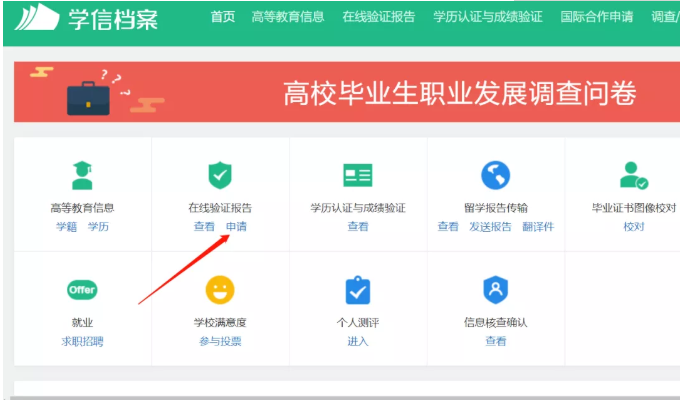 学信档案 首页 高等教育信息 在线验证报告 学历认证与成绩验证 国际合作申请 调查/
? ? ?
高校毕业生职业发展调查问卷
高等教育信息 在线验证报告 学历认证与成绩验证 留学报告传输 毕业证书图像校对
学籍 学历 查看 申请 查看 查看 发送报告 翻译件 校对
Offer
就业 学校满意度 个人测评 信息核查确认
求职招聘 参与投票 进入 查看